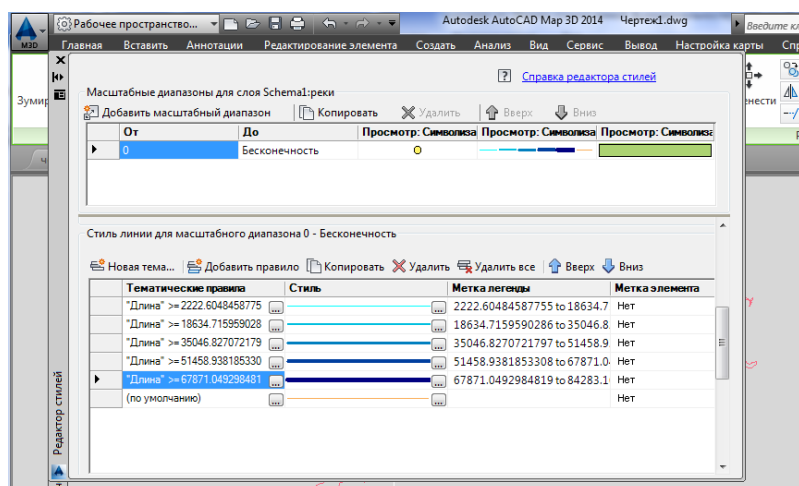 Рабочее пространство... Autodesk AutoCAD Map 3D 2014 Чертеж1.dwg Введите кл
M3D Главная Вставить Аннотации Редактирование элемента Создать Анализ Вид Сервис Вывод Настройка карты Спр
? Справка редактора стилей
Масштабные диапазоны для слоя Schema1:реки
Зумир
Добавить масштабный диапазон Копировать Удалить Вверх Вниз
От До Просмотр: Символиза Просмотр: Символиза Просмотр: Символиза
0 Бесконечность
Стиль линии для масштабного диапазона 0 - Бесконечность
Новая тема... Добавить правило Копировать Удалить Удалить все Вверх Вниз
Тематические правила Стиль Метка легенды Метка элемента
"Длина" >= 2222.6048458775 ... ... 2222.60484587755 to 18634.7 Нет
"Длина" >= 18634.715959028 ... ... 18634.7159590286 to 35046.8 Нет
"Длина" >= 35046.827072179 ... ... 35046.8270721797 to 51458.9 Нет
"Длина" >= 51458.938185330 ... ... 51458.9381853308 to 67871.0 Нет
"Длина" >= 67871.049298481 ... ... 67871.0492984819 to 84283.1 Нет
(по умолчанию) ... ... Нет
Редактор стилей